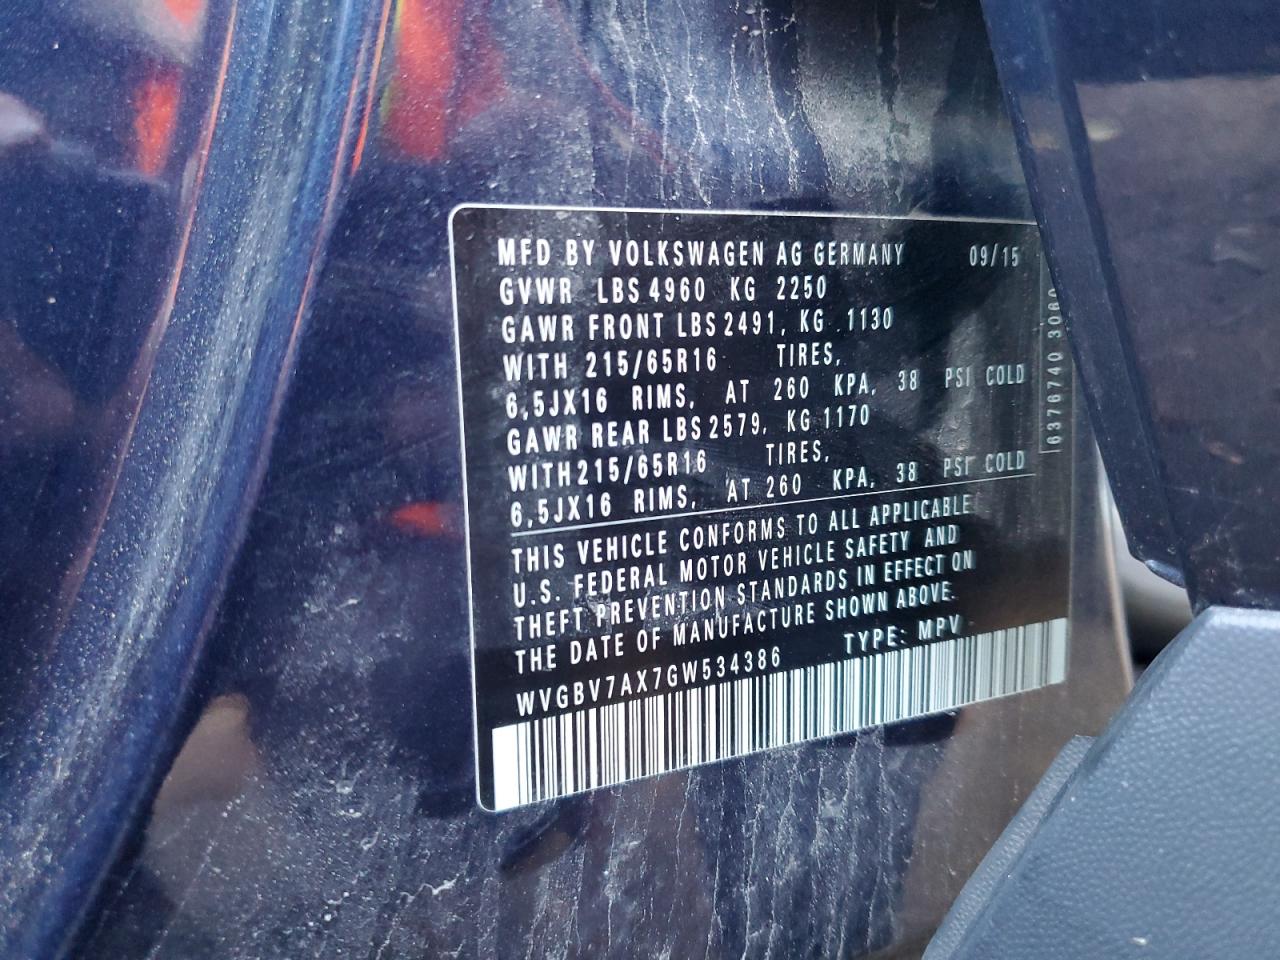 MFD BY VOLKSWAGEN AG GERMANY 09/15
GVWR LBS 4960 KG 2250
GAWR FRONT LBS 2491, KG 1130
WITH 215/65R16 TIRES,
6,5JX16 RIMS, AT 260 KPA, 38 PSI COLD
GAWR REAR LBS 2579, KG 1170
WITH 215/65R16 TIRES,
6,5JX16 RIMS, AT 260 KPA, 38 PSI COLD
THIS VEHICLE CONFORMS TO ALL APPLICABLE
U.S. FEDERAL MOTOR VEHICLE SAFETY AND
THEFT PREVENTION STANDARDS IN EFFECT ON
THE DATE OF MANUFACTURE SHOWN ABOVE.
WVGBV7AX7GW534386 TYPE: MPV
6376740 3060